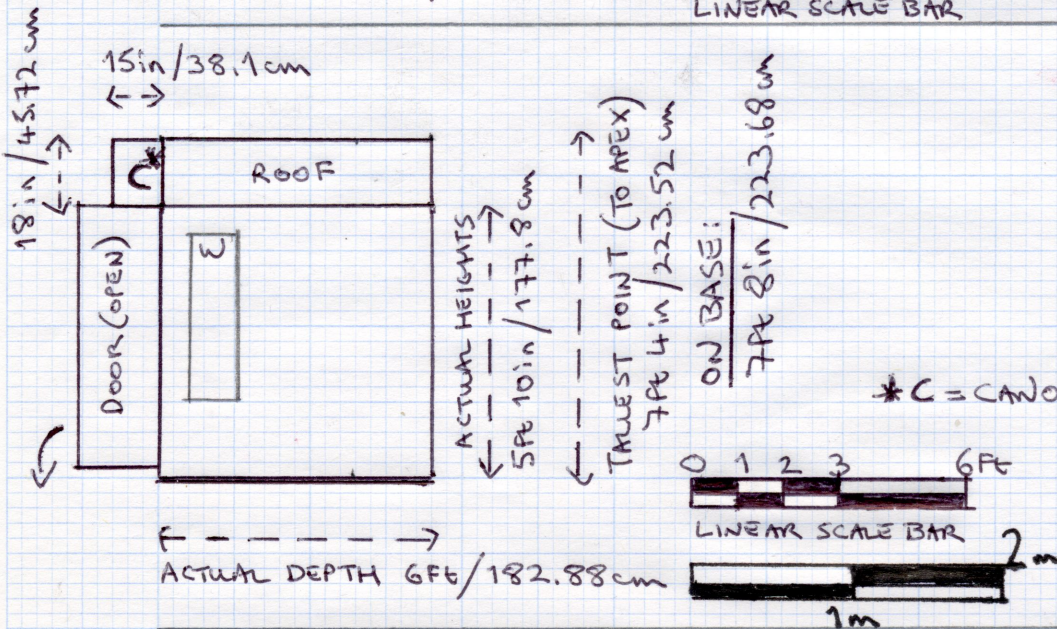 LINEAR SCALE BAR
15in/38.1cm
18in/45.72cm
C*
ROOF
DOOR (OPEN)
W
ACTUAL HEIGHTS
5ft 10in/177.8cm
TALLEST POINT (TO APEX)
7ft 4in/223.52 cm
ON BASE:
7ft 8in/223.68cm
* C = CANO
0 1 2 3 6Ft
LINEAR SCALE BAR
2m
1m
ACTUAL DEPTH 6Ft/182.88cm